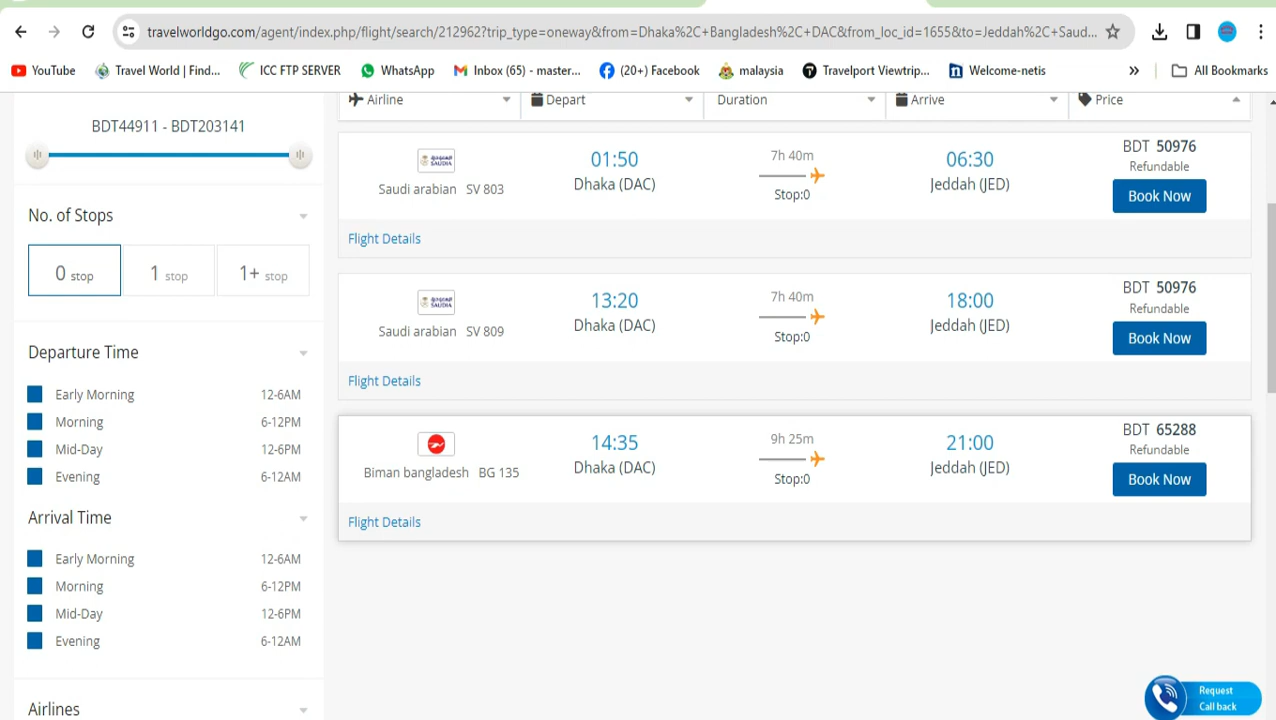 travelworldgo.com/agent/index.php/flight/search/212962?trip_type=oneway&from=Dhaka%2C+Bangladesh%2C+DAC&from_loc_id=1655&to=Jeddah%2C+Saud...
YouTube Travel World | Find... ICC FTP SERVER WhatsApp Inbox (65) - master... (20+) Facebook malaysia Travelport Viewtrip... Welcome-netis » All Bookmarks
Airline Depart Duration Arrive Price
BDT44911 - BDT203141
No. of Stops
0 stop 1 stop 1+ stop
Departure Time
Early Morning 12-6AM
Morning 6-12PM
Mid-Day 12-6PM
Evening 6-12AM
Arrival Time
Early Morning 12-6AM
Morning 6-12PM
Mid-Day 12-6PM
Evening 6-12AM
Airlines
SAUDIA
Saudi arabian SV 803
01:50
Dhaka (DAC)
7h 40m
Stop:0
06:30
Jeddah (JED)
BDT 50976
Refundable
Book Now
Flight Details
SAUDIA
Saudi arabian SV 809
13:20
Dhaka (DAC)
7h 40m
Stop:0
18:00
Jeddah (JED)
BDT 50976
Refundable
Book Now
Flight Details
Biman bangladesh BG 135
14:35
Dhaka (DAC)
9h 25m
Stop:0
21:00
Jeddah (JED)
BDT 65288
Refundable
Book Now
Flight Details
Request
Call back